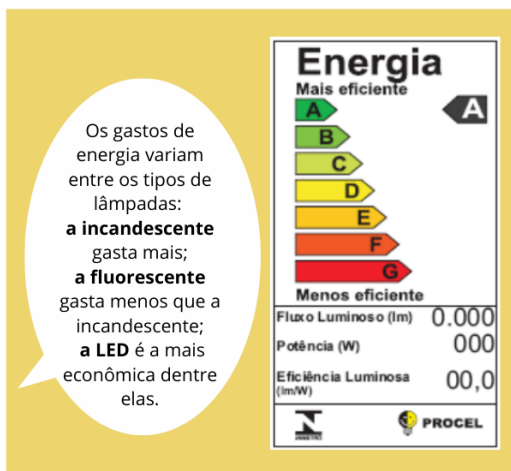 Os gastos de
energia variam
entre os tipos de
lâmpadas:
a incandescente
gasta mais;
a fluorescente
gasta menos que a
incandescente;
a LED é a mais
econômica dentre
elas.
Energia
Mais eficiente
A A
B
C
D
E
F
G
Menos eficiente
Fluxo Luminoso (lm) 0.000
Potência (W) 000
Eficiência Luminosa 00,0
(lm/W)
INMETRO PROCEL